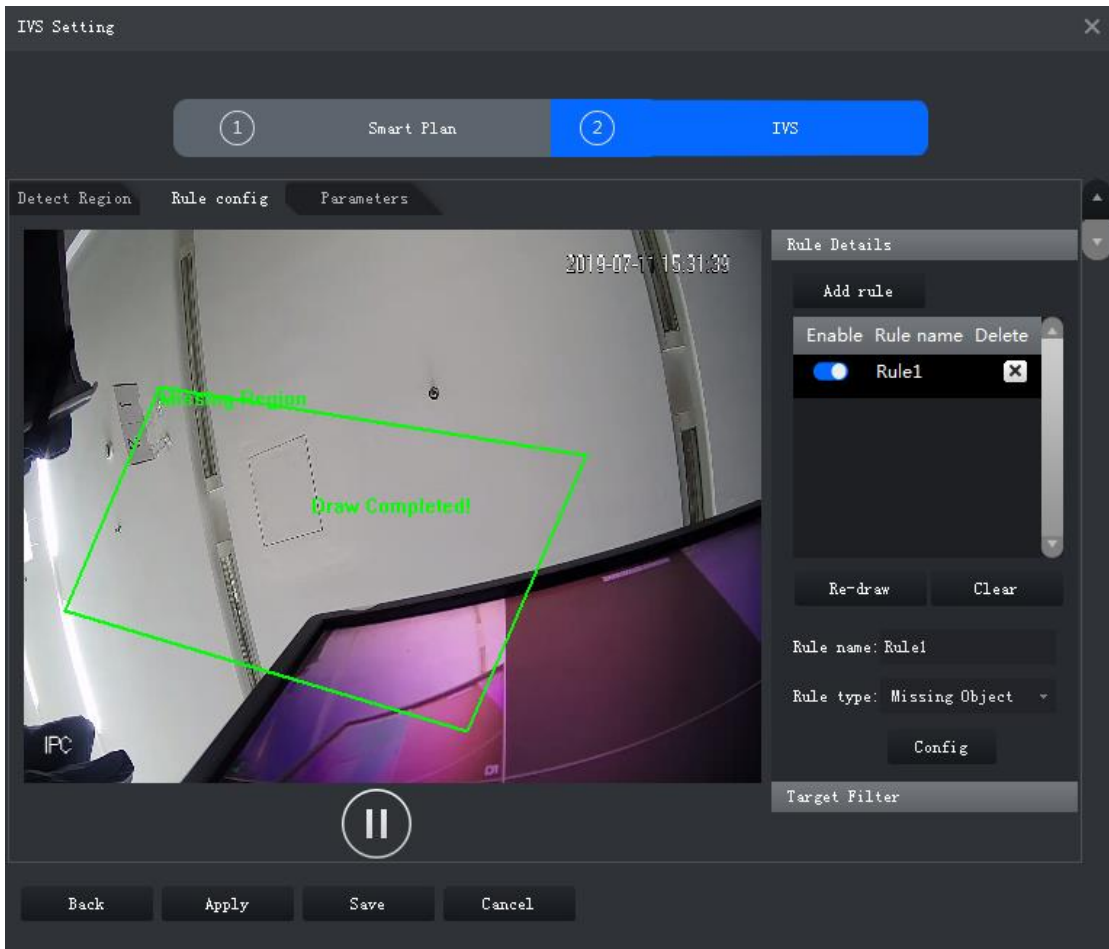 IVS Setting
1 Smart Plan 2 IVS
Detect Region Rule config Parameters
2019-07-11 15:31:39
Missing Region
Draw Completed!
IPC
Rule Details
Add rule
Enable Rule name Delete
Rule1
Re-draw Clear
Rule name: Rule1
Rule type: Missing Object
Config
Target Filter
Back Apply Save Cancel